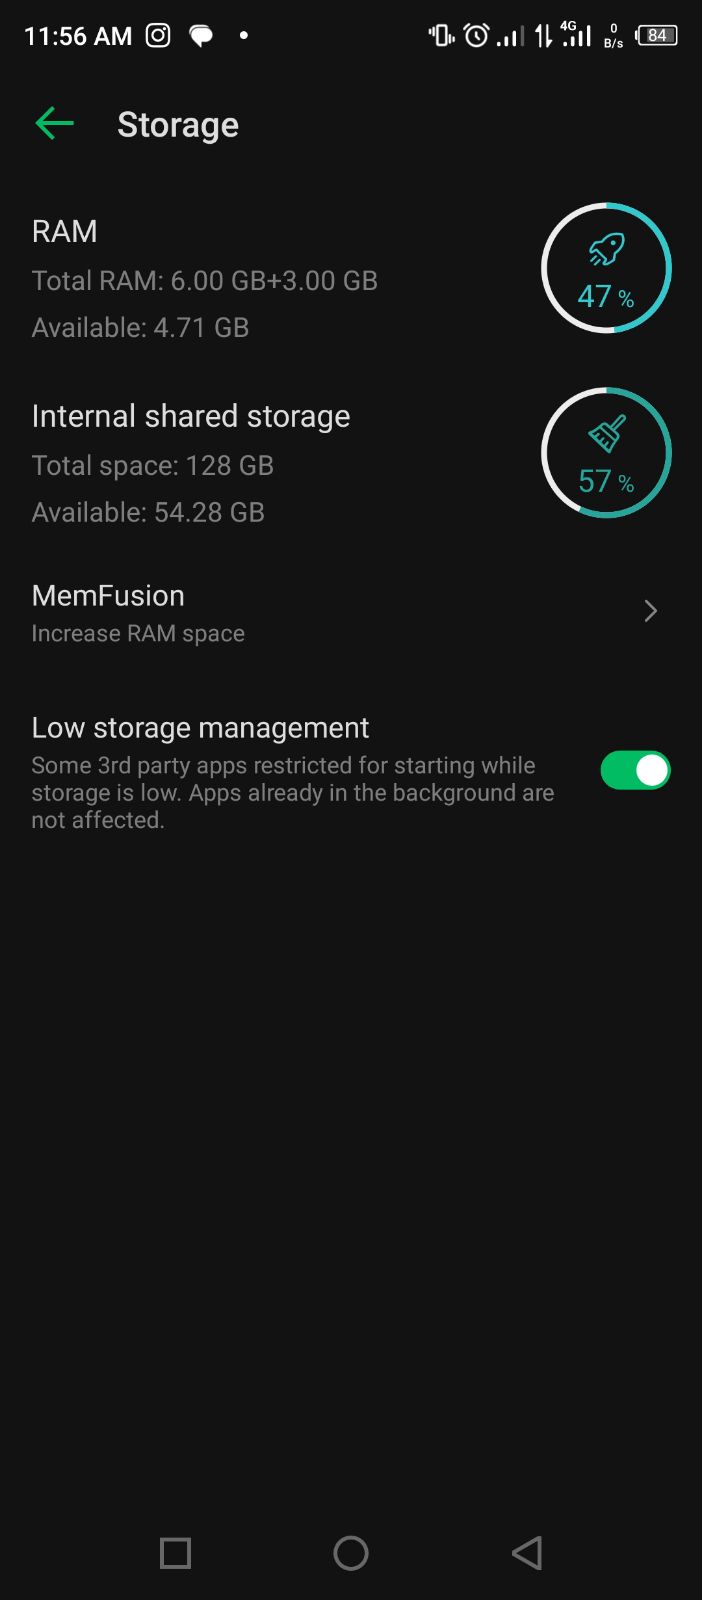 11:56 AM
4G
0
B/s
84
Storage
RAM
Total RAM: 6.00 GB+3.00 GB
Available: 4.71 GB
47 %
Internal shared storage
Total space: 128 GB
Available: 54.28 GB
57 %
MemFusion
Increase RAM space
Low storage management
Some 3rd party apps restricted for starting while
storage is low. Apps already in the background are
not affected.